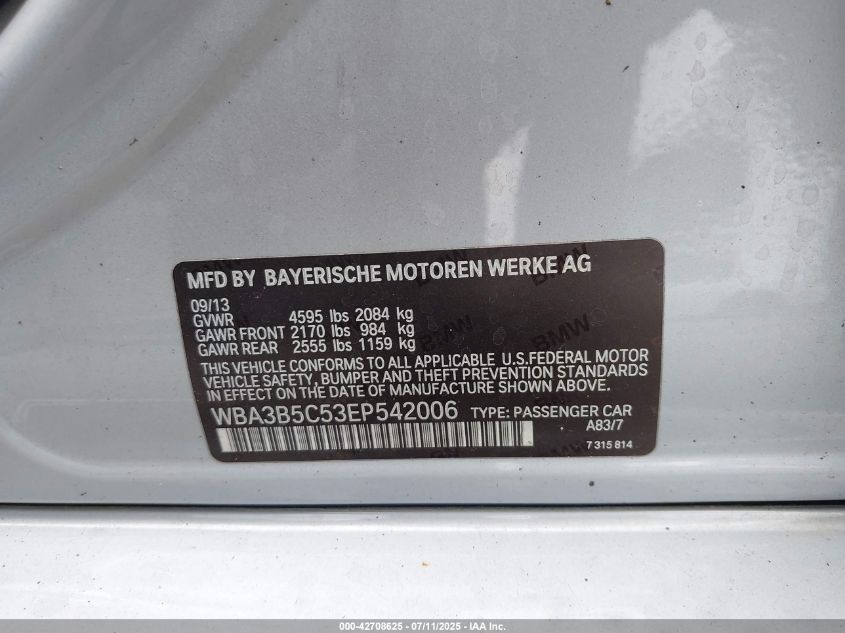 MFD BY BAYERISCHE MOTOREN WERKE AG
09/13
GVWR 4595 lbs 2084 kg
GAWR FRONT 2170 lbs 984 kg
GAWR REAR 2555 lbs 1159 kg
THIS VEHICLE CONFORMS TO ALL APPLICABLE U.S.FEDERAL MOTOR
VEHICLE SAFETY, BUMPER AND THEFT PREVENTION STANDARDS
IN EFFECT ON THE DATE OF MANUFACTURE SHOWN ABOVE.
WBA3B5C53EP542006 TYPE: PASSENGER CAR
A83/7
7 315 814
000-42708625 - 07/11/2025 - IAA Inc.